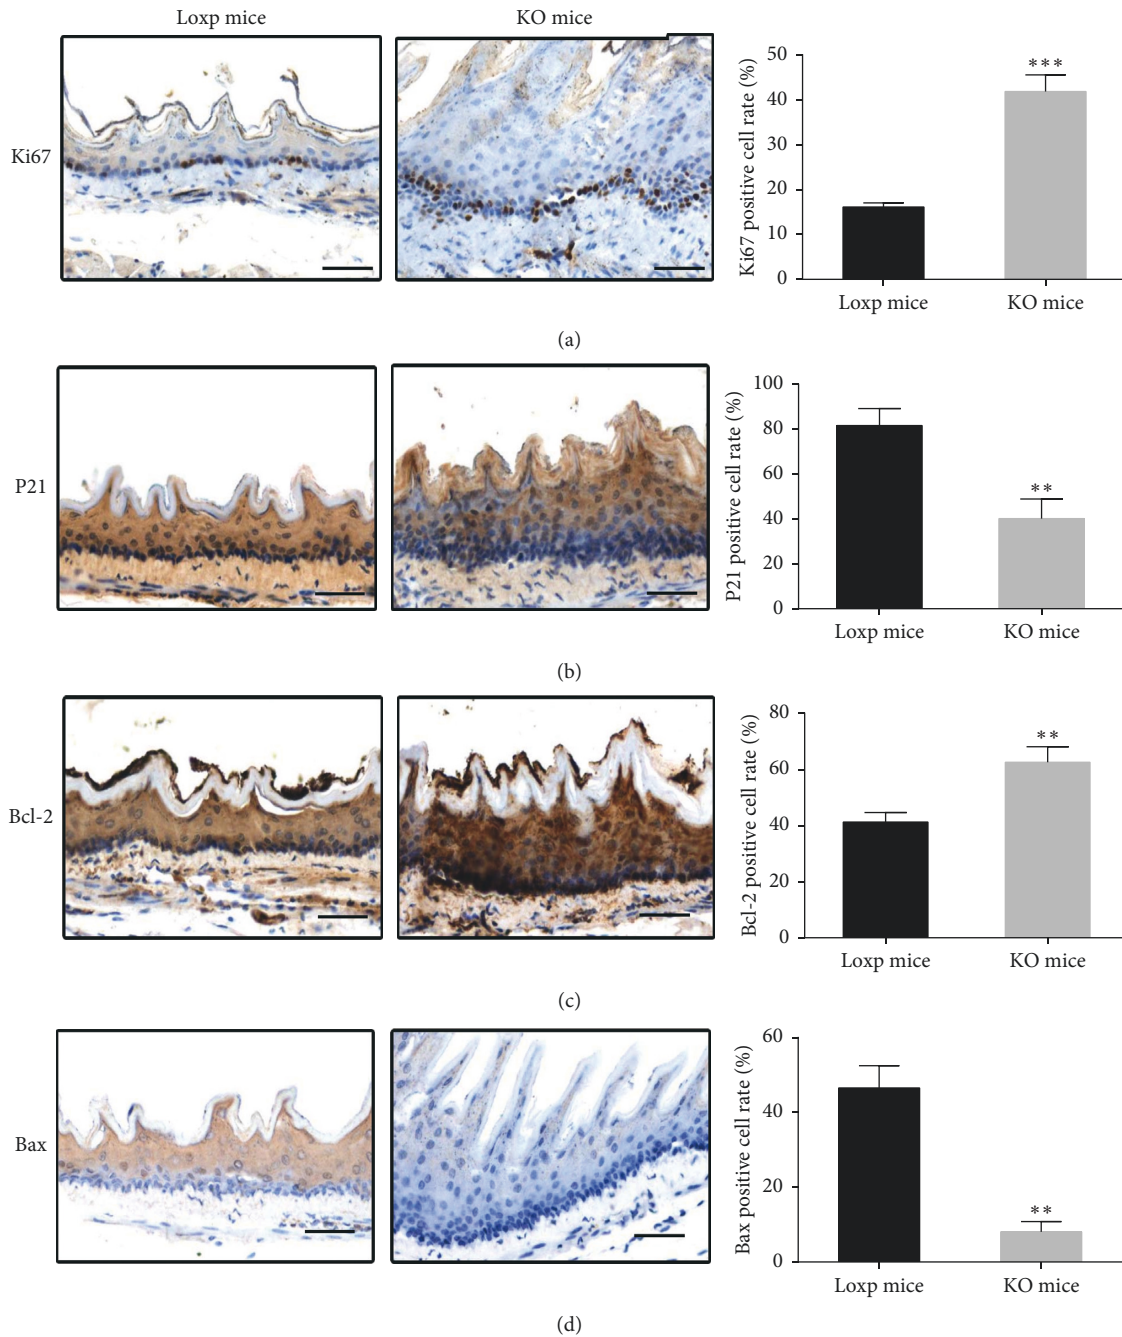 Loxp mice
KO mice
Ki67
Ki67 positive cell rate (%)
50
40
30
20
10
0
***
Loxp mice
KO mice
(a)
P21
P21 positive cell rate (%)
100
80
60
40
20
0
**
Loxp mice
KO mice
(b)
Bcl-2
Bcl-2 positive cell rate (%)
80
60
40
20
0
**
Loxp mice
KO mice
(c)
Bax
Bax positive cell rate (%)
60
40
20
0
**
Loxp mice
KO mice
(d)